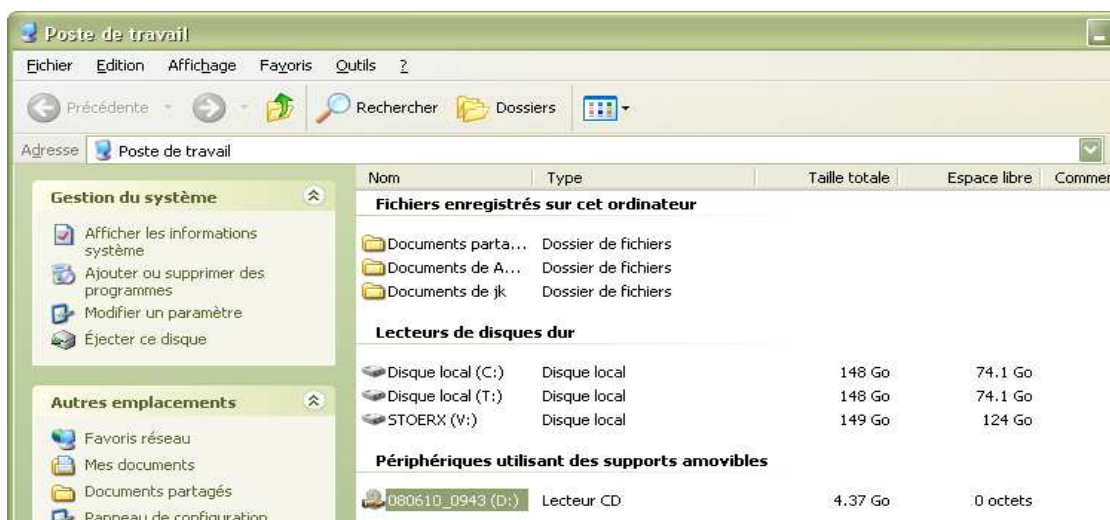 Poste de travail
Fichier Edition Affichage Favoris Outils ?
Précédente Rechercher Dossiers
Adresse Poste de travail
Gestion du système
Afficher les informations
système
Ajouter ou supprimer des
programmes
Modifier un paramètre
Éjecter ce disque
Autres emplacements
Favoris réseau
Mes documents
Documents partagés
Panneau de configuration
Nom Type Taille totale Espace libre Commer
Fichiers enregistrés sur cet ordinateur
Documents parta... Dossier de fichiers
Documents de A... Dossier de fichiers
Documents de jk Dossier de fichiers
Lecteurs de disques dur
Disque local (C:) Disque local 148 Go 74.1 Go
Disque local (T:) Disque local 148 Go 74.1 Go
STOERX (V:) Disque local 149 Go 124 Go
Périphériques utilisant des supports amovibles
080610_0943 (D:) Lecteur CD 4.37 Go 0 octets